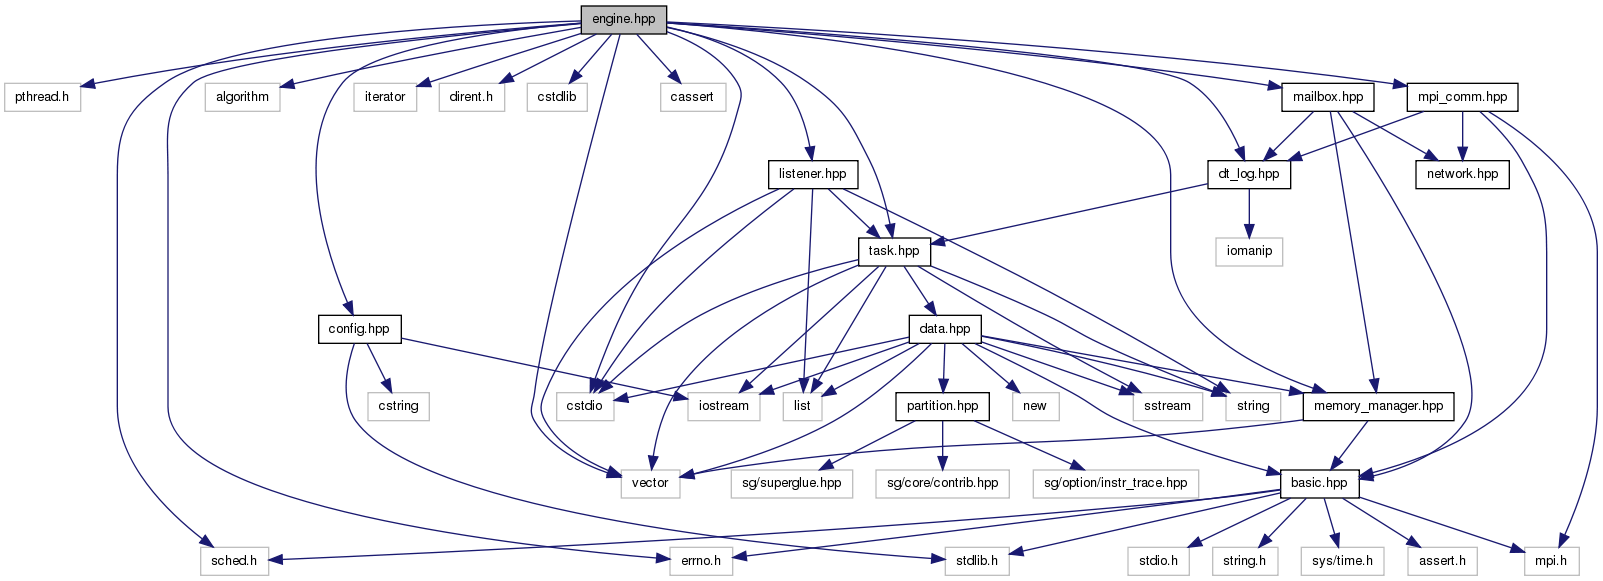 engine.hpp
pthread.h
algorithm
iterator
dirent.h
cstdlib
cassert
mailbox.hpp
mpi_comm.hpp
listener.hpp
dt_log.hpp
network.hpp
task.hpp
iomanip
config.hpp
data.hpp
cstring
cstdio
iostream
list
partition.hpp
new
sstream
string
memory_manager.hpp
vector
sg/superglue.hpp
sg/core/contrib.hpp
sg/option/instr_trace.hpp
basic.hpp
sched.h
errno.h
stdlib.h
stdio.h
string.h
sys/time.h
assert.h
mpi.h